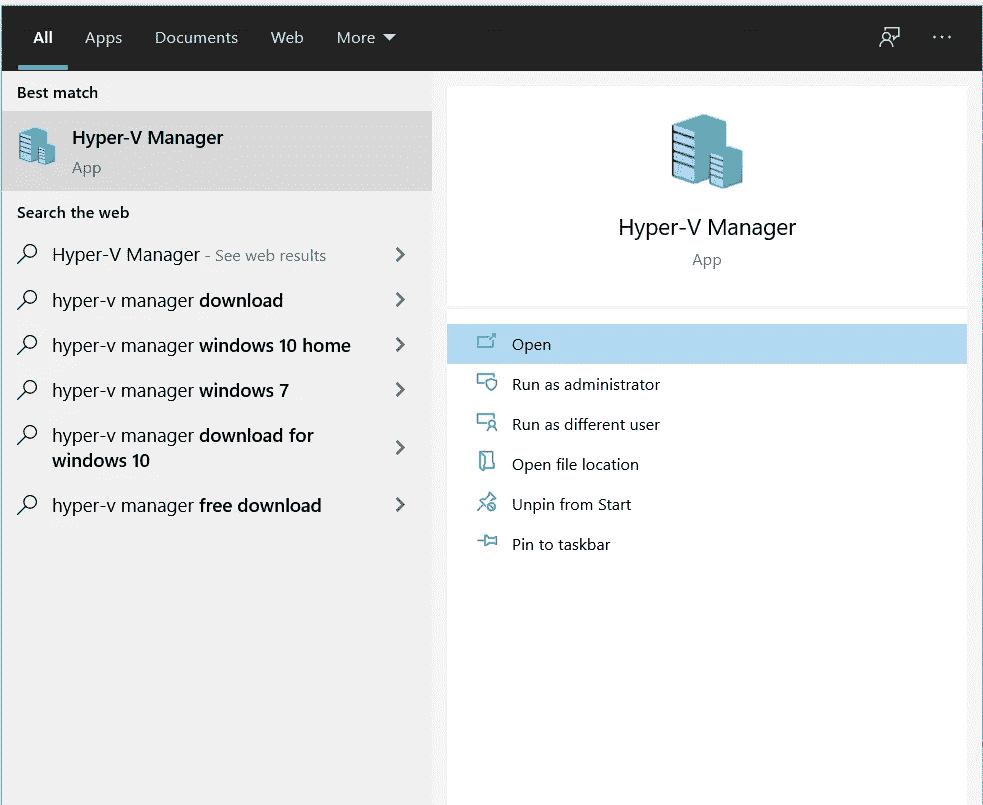 All Apps Documents Web More
Best match
Hyper-V Manager
App
Search the web
Hyper-V Manager - See web results
hyper-v manager download
hyper-v manager windows 10 home
hyper-v manager windows 7
hyper-v manager download for
windows 10
hyper-v manager free download
Hyper-V Manager
App
Open
Run as administrator
Run as different user
Open file location
Unpin from Start
Pin to taskbar